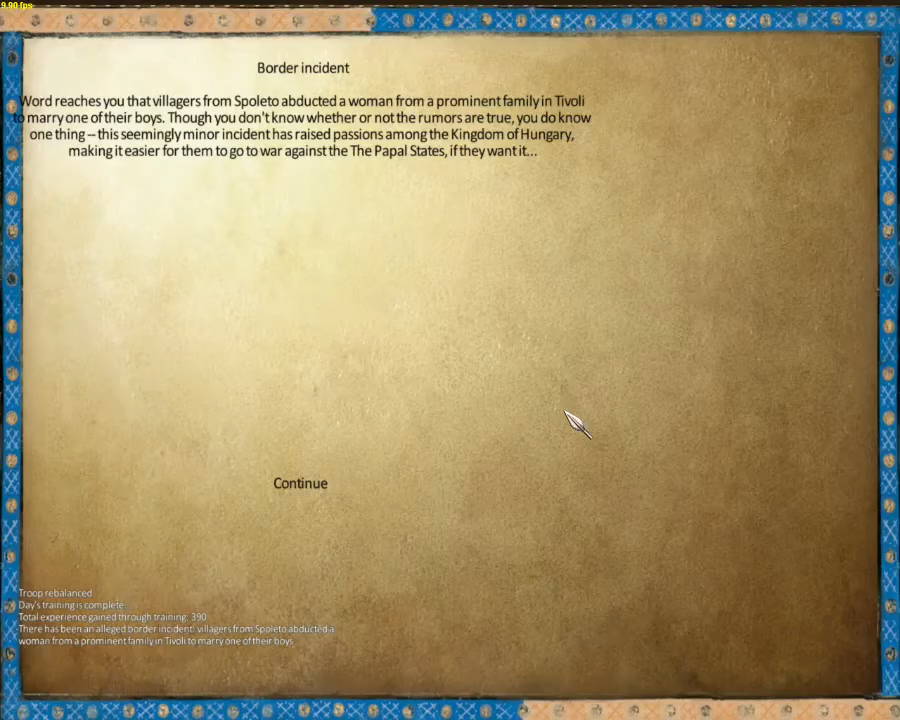 9.90 fps
Border incident
Word reaches you that villagers from Spoleto abducted a woman from a prominent family in Tivoli
to marry one of their boys. Though you don't know whether or not the rumors are true, you do know
one thing -- this seemingly minor incident has raised passions among the Kingdom of Hungary,
making it easier for them to go to war against the The Papal States, if they want it...
Continue
Troop rebalanced
Day's training is complete...
Total experience gained through training: 390
There has been an alleged border incident: villagers from Spoleto abducted a
woman from a prominent family in Tivoli to marry one of their boys.